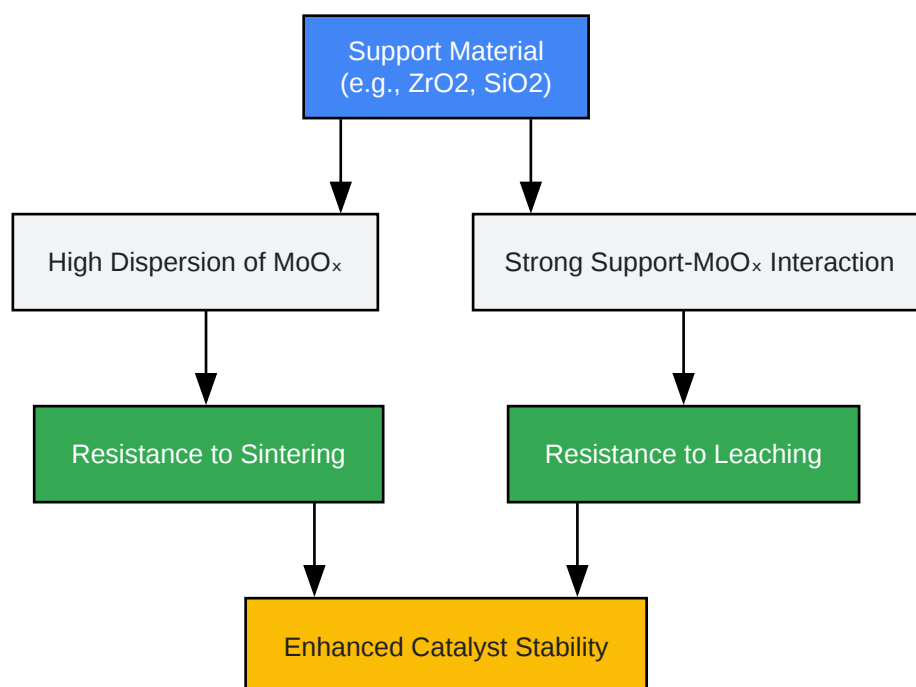 Support Material
(e.g., ZrO2, SiO2)
High Dispersion of MoOₓ
Strong Support-MoOₓ Interaction
Resistance to Sintering
Resistance to Leaching
Enhanced Catalyst Stability